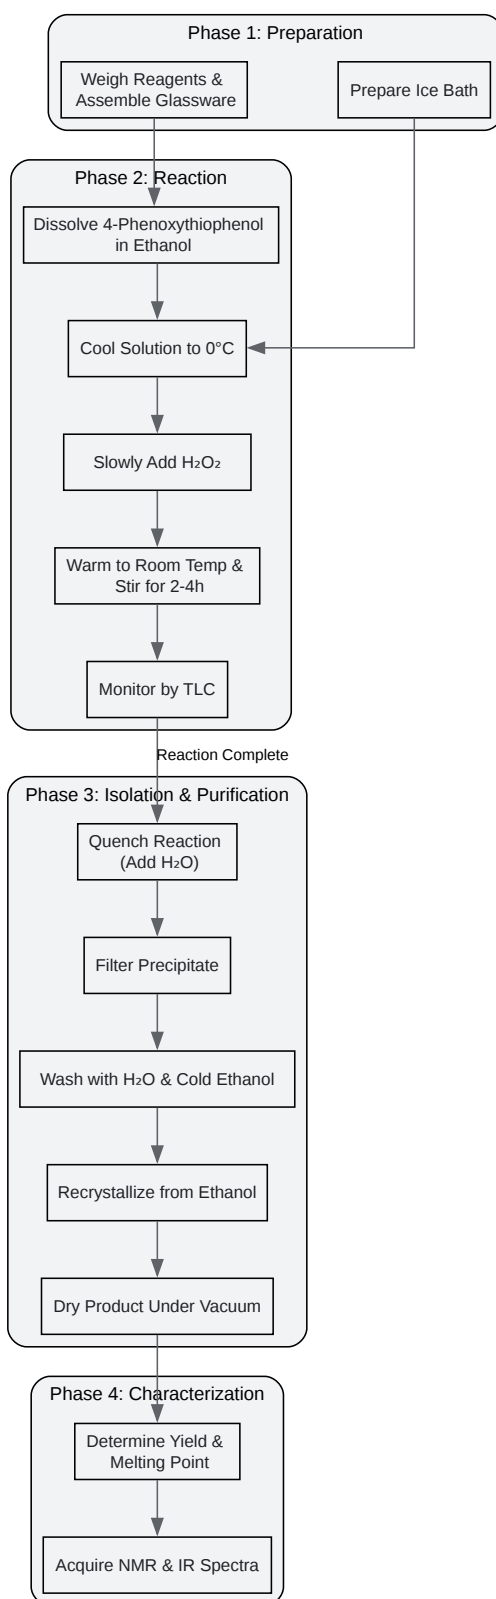 Phase 1: Preparation
Weigh Reagents &
Assemble Glassware
Prepare Ice Bath
Phase 2: Reaction
Dissolve 4-Phenoxythiophenol
in Ethanol
Cool Solution to 0°C
Slowly Add H₂O₂
Warm to Room Temp &
Stir for 2-4h
Monitor by TLC
Reaction Complete
Phase 3: Isolation & Purification
Quench Reaction
(Add H₂O)
Filter Precipitate
Wash with H₂O & Cold Ethanol
Recrystallize from Ethanol
Dry Product Under Vacuum
Phase 4: Characterization
Determine Yield &
Melting Point
Acquire NMR & IR Spectra